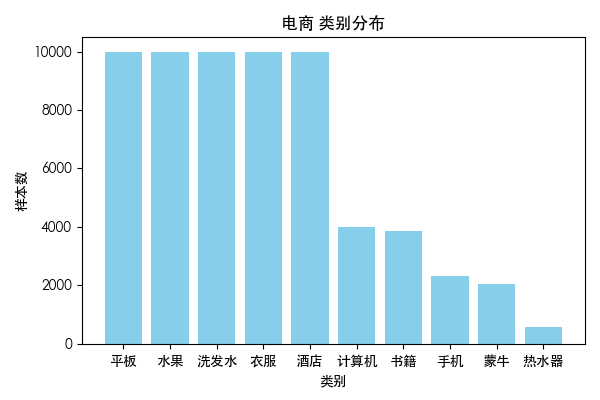 电商 类别分布
样本数
10000
8000
6000
4000
2000
0
平板 水果 洗发水 衣服 酒店 计算机 书籍 手机 蒙牛 热水器
类别